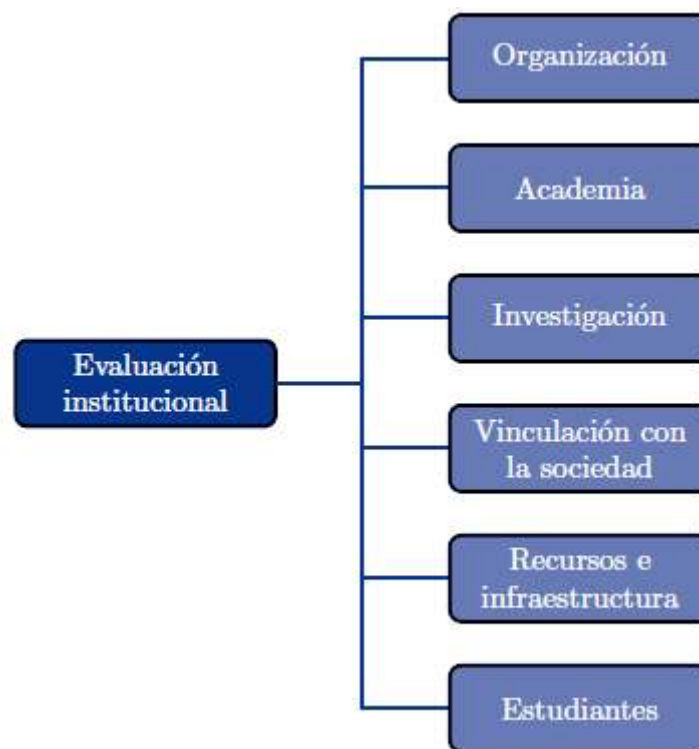 Organización
Academia
Investigación
Evaluación
institucional
Vinculación con
la sociedad
Recursos e
infraestructura
Estudiantes